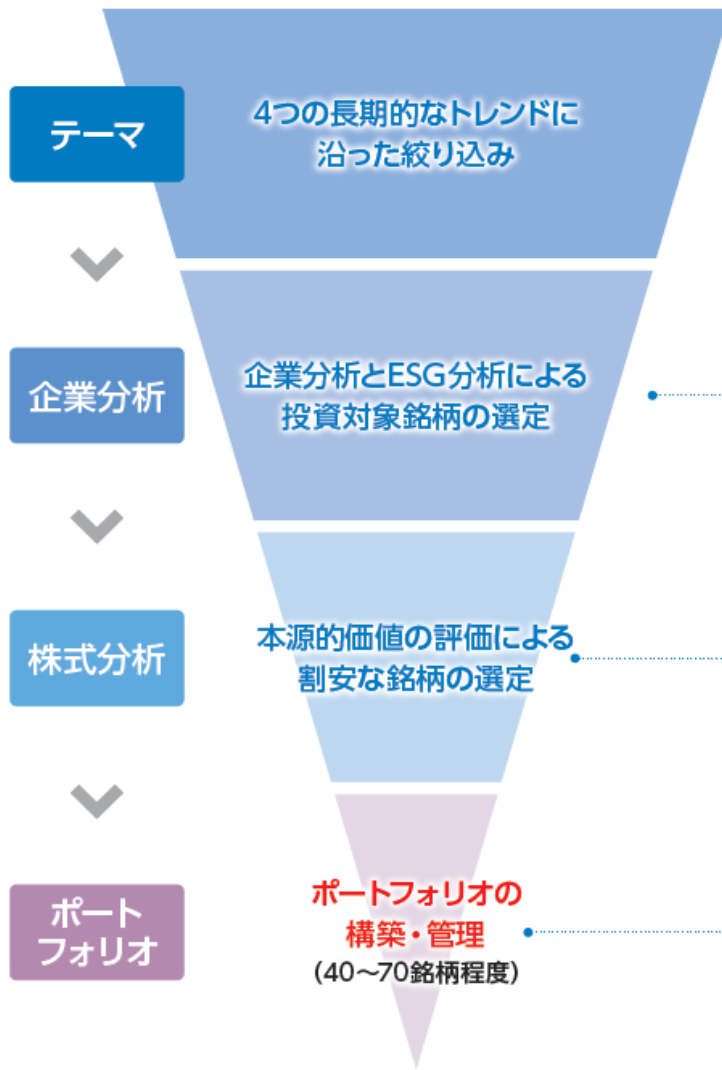 テーマ
4つの長期的なトレンドに
沿った絞り込み
企業分析
企業分析とESG分析による
投資対象銘柄の選定
株式分析
本源的価値の評価による
割安な銘柄の選定
ポート
フォリオ
ポートフォリオの
構築・管理
(40～70銘柄程度)